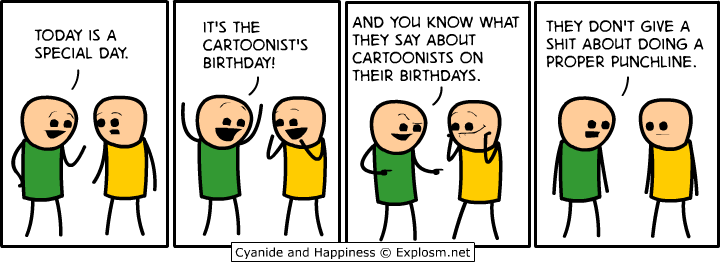 TODAY IS A
SPECIAL DAY.
IT'S THE
CARTOONIST'S
BIRTHDAY!
AND YOU KNOW WHAT
THEY SAY ABOUT
CARTOONISTS ON
THEIR BIRTHDAYS.
THEY DON'T GIVE A
SHIT ABOUT DOING A
PROPER PUNCHLINE.
Cyanide and Happiness © Explosm.net